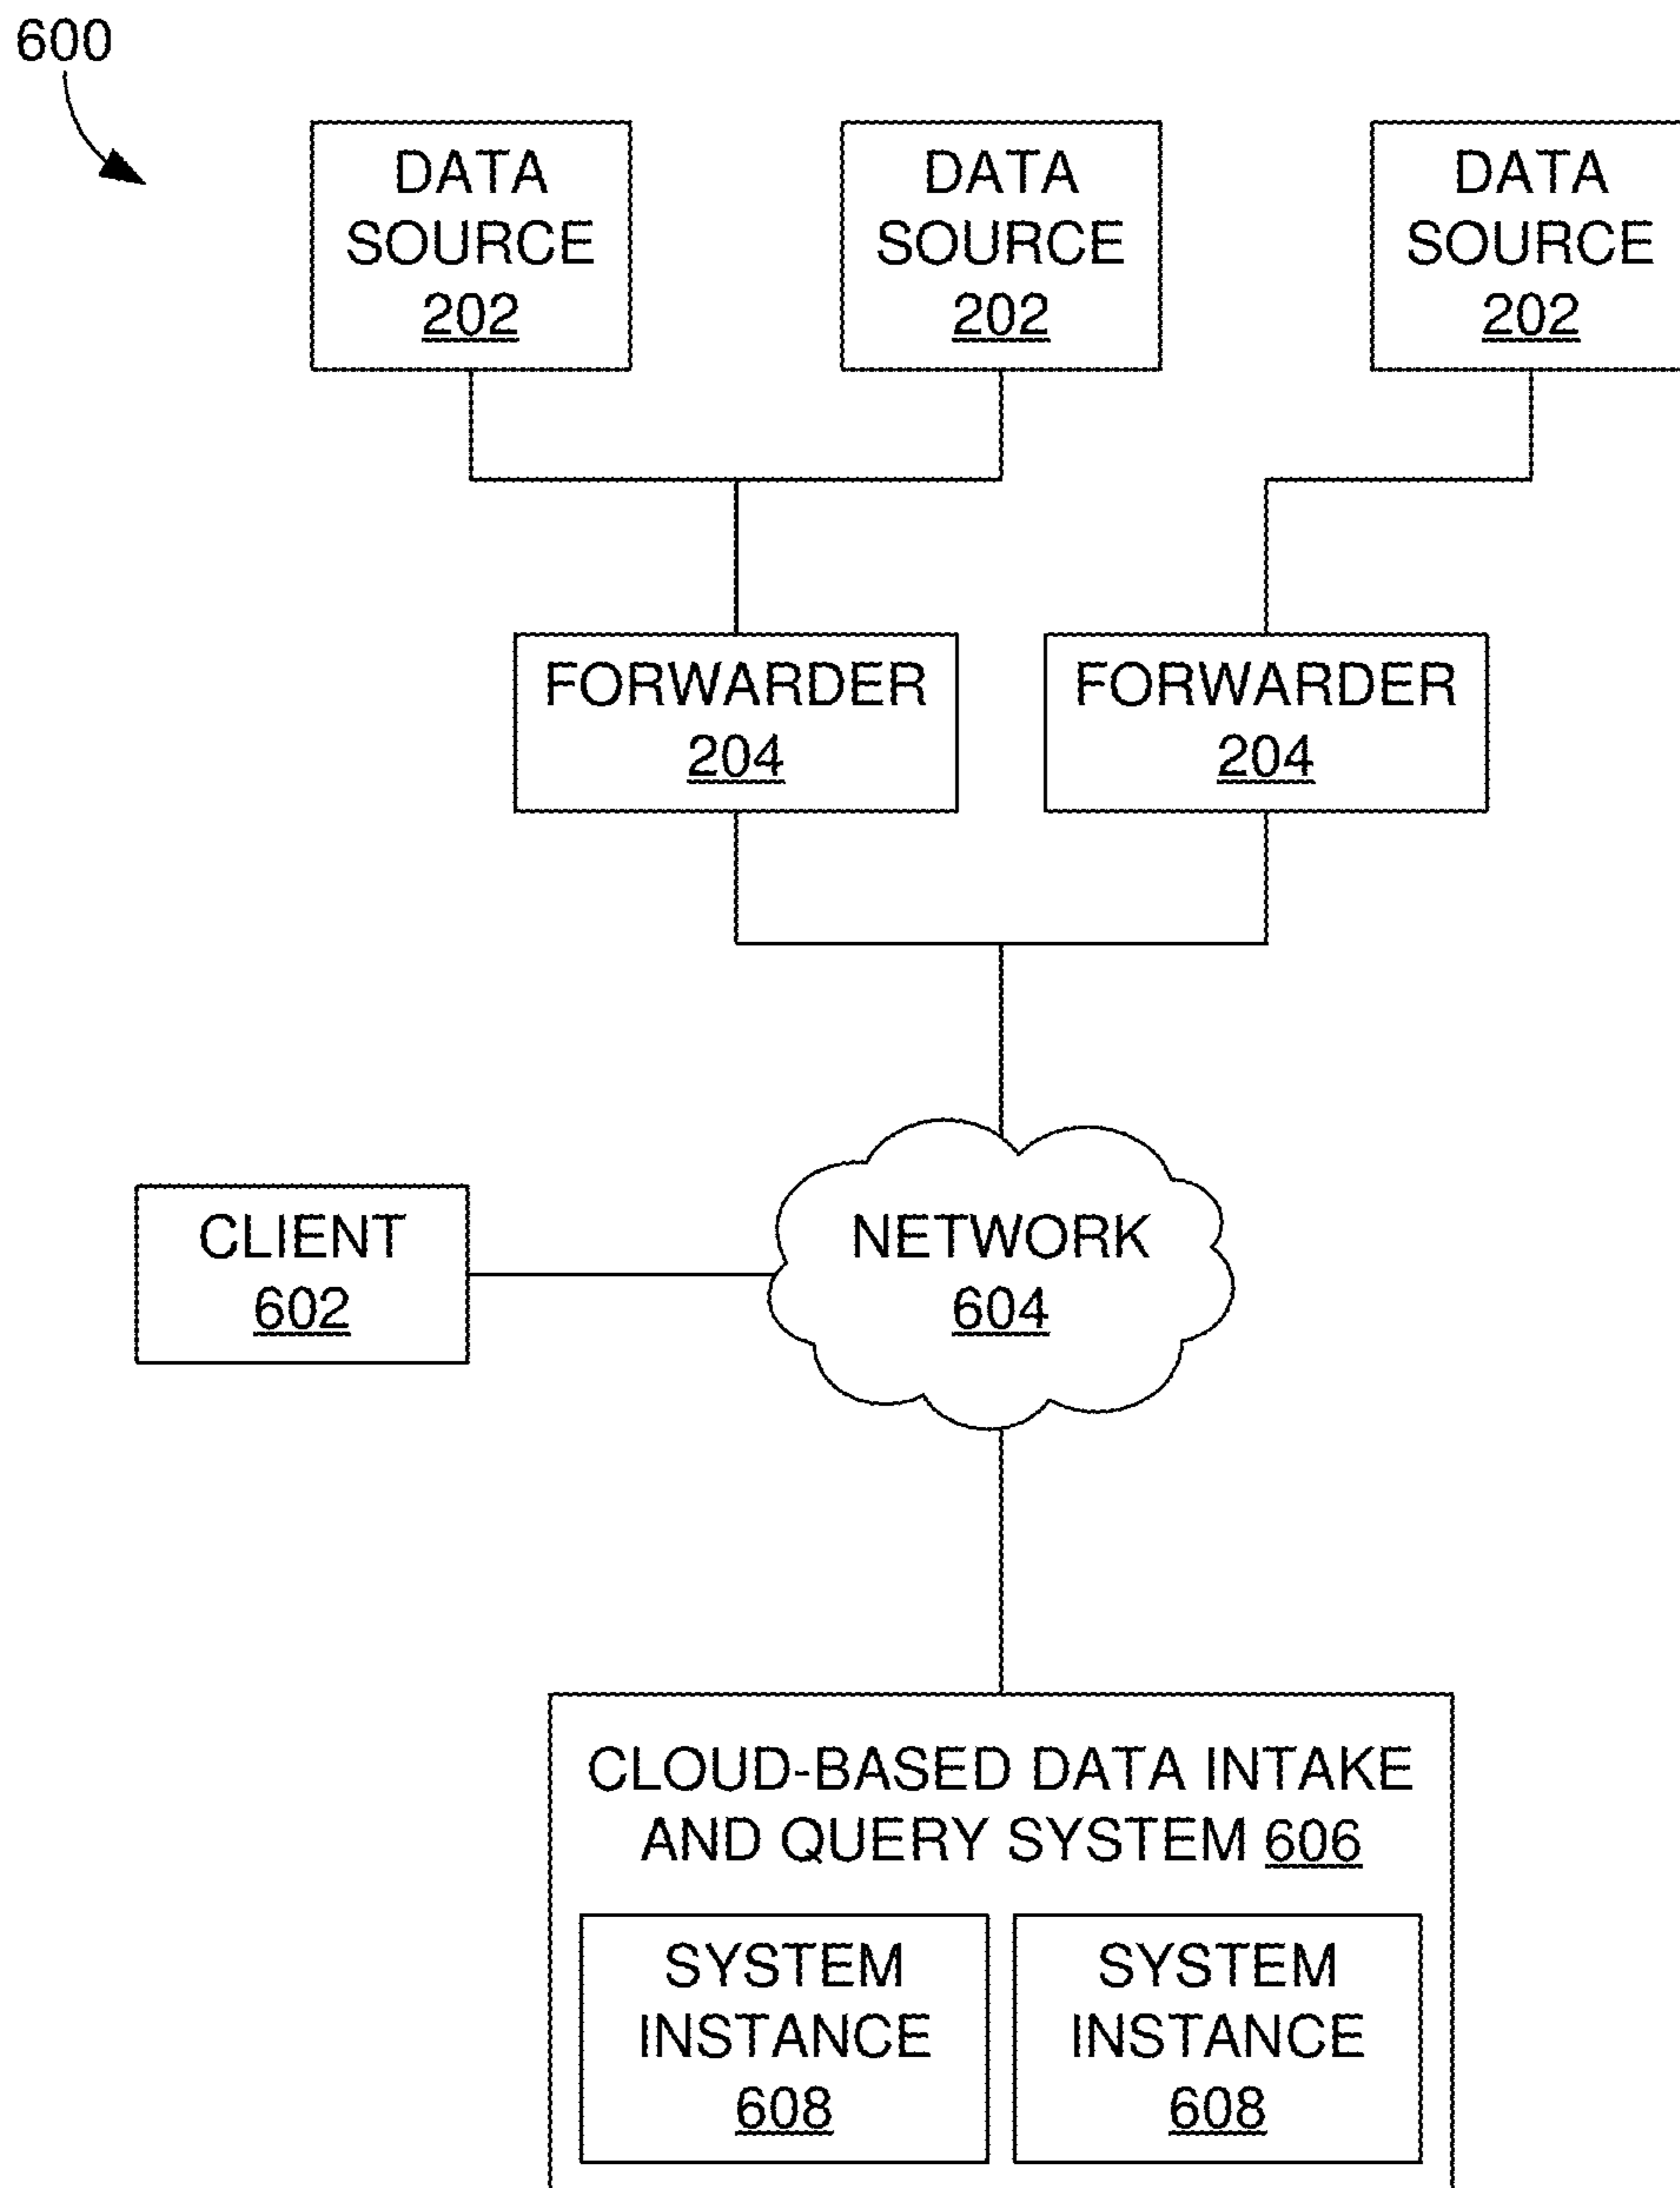 600
DATA
SOURCE
202
DATA
SOURCE
202
DATA
SOURCE
202
FORWARDER
204
FORWARDER
204
CLIENT
602
NETWORK
604
CLOUD-BASED DATA INTAKE
AND QUERY SYSTEM 606
SYSTEM
INSTANCE
608
SYSTEM
INSTANCE
608